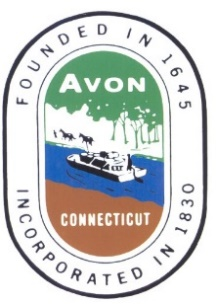 FOUNDED IN 1645
AVON
CONNECTICUT
INCORPORATED IN 1830